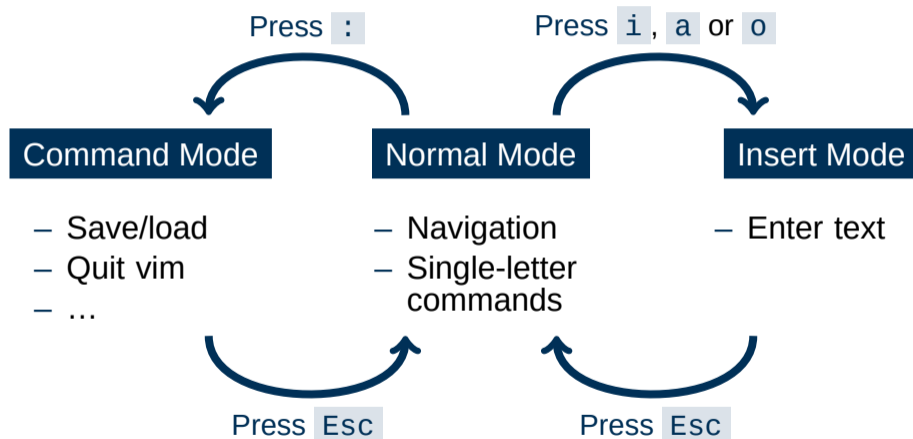 Press :
Press i, a or o
Command Mode
Normal Mode
Insert Mode
– Save/load
– Quit vim
– …
– Navigation
– Single-letter
commands
– Enter text
Press Esc
Press Esc